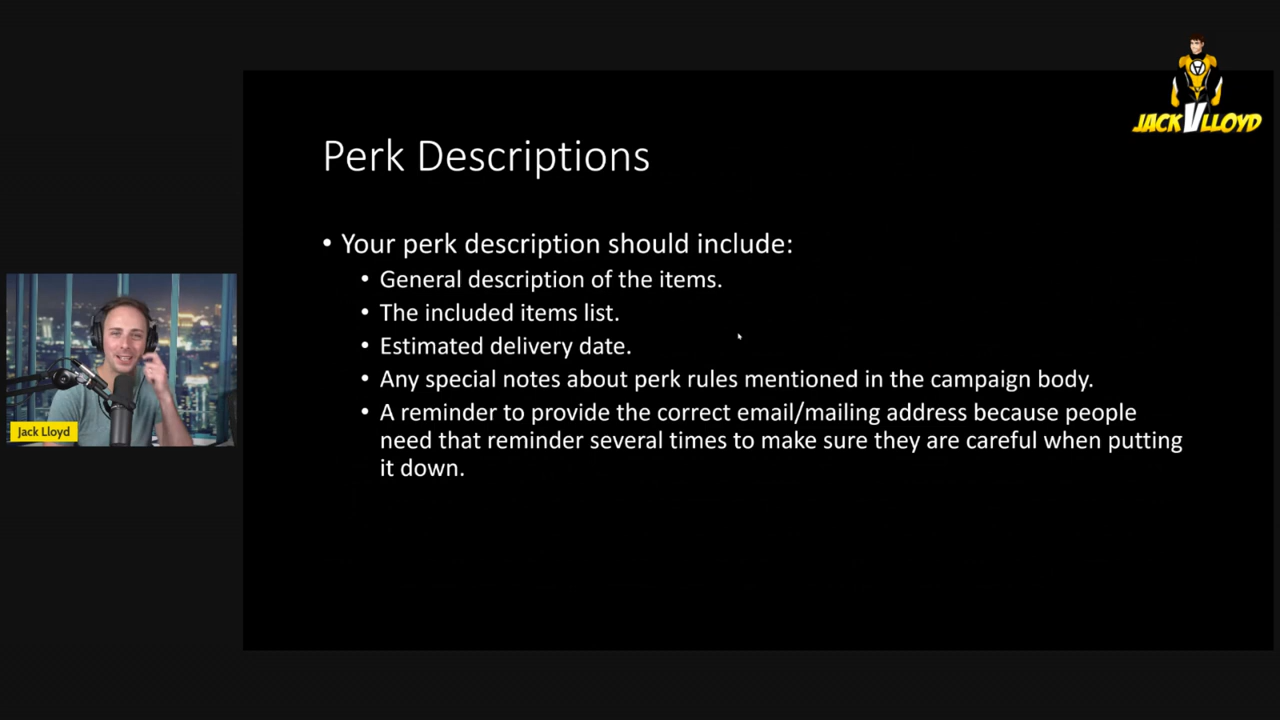 JACK V LLOYD
Perk Descriptions
• Your perk description should include:
• General description of the items.
• The included items list.
• Estimated delivery date.
• Any special notes about perk rules mentioned in the campaign body.
• A reminder to provide the correct email/mailing address because people
need that reminder several times to make sure they are careful when putting
it down.
Jack Lloyd